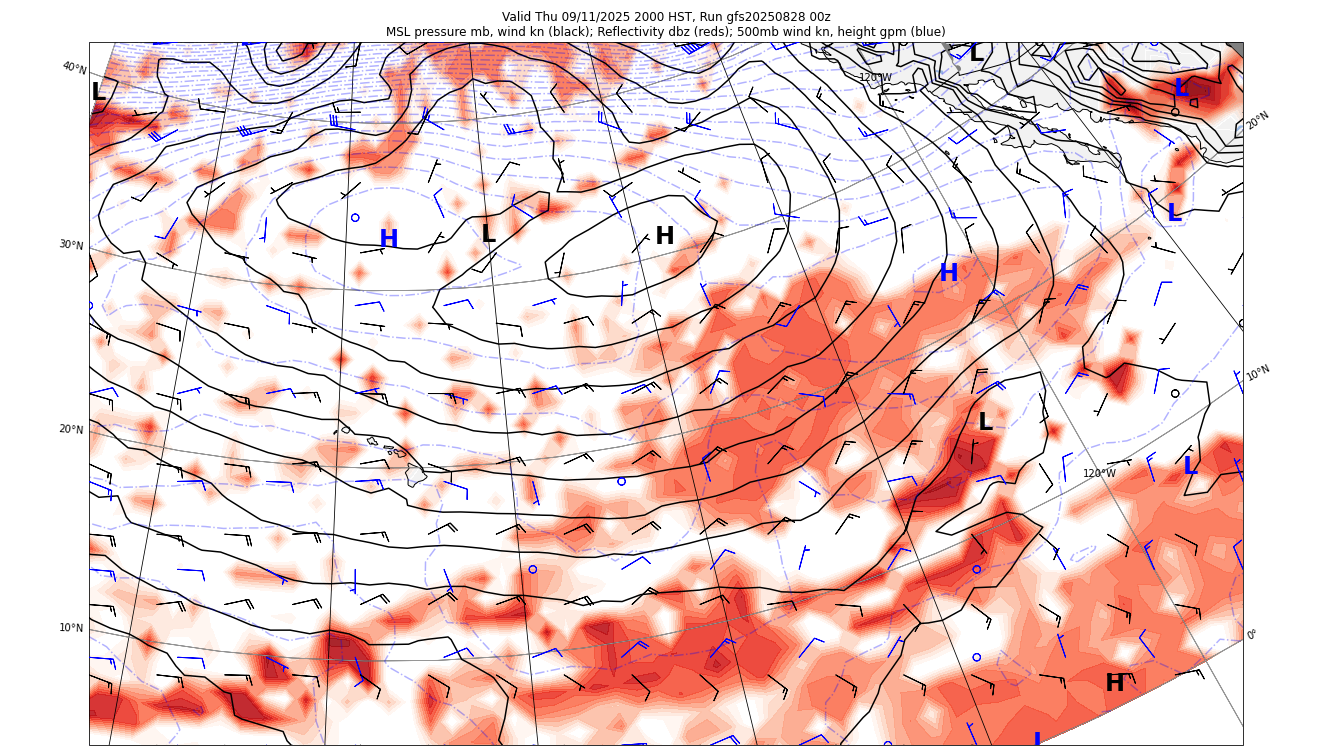 Valid Thu 09/11/2025 2000 HST, Run gfs20250828 00z
MSL pressure mb, wind kn (black); Reflectivity dbz (reds); 500mb wind kn, height gpm (blue)
L
120°W
40°N
L
L
20°N
L
H
L
H
30°N
H
10°N
L
20°N
120°W
L
10°N
0°
H
L